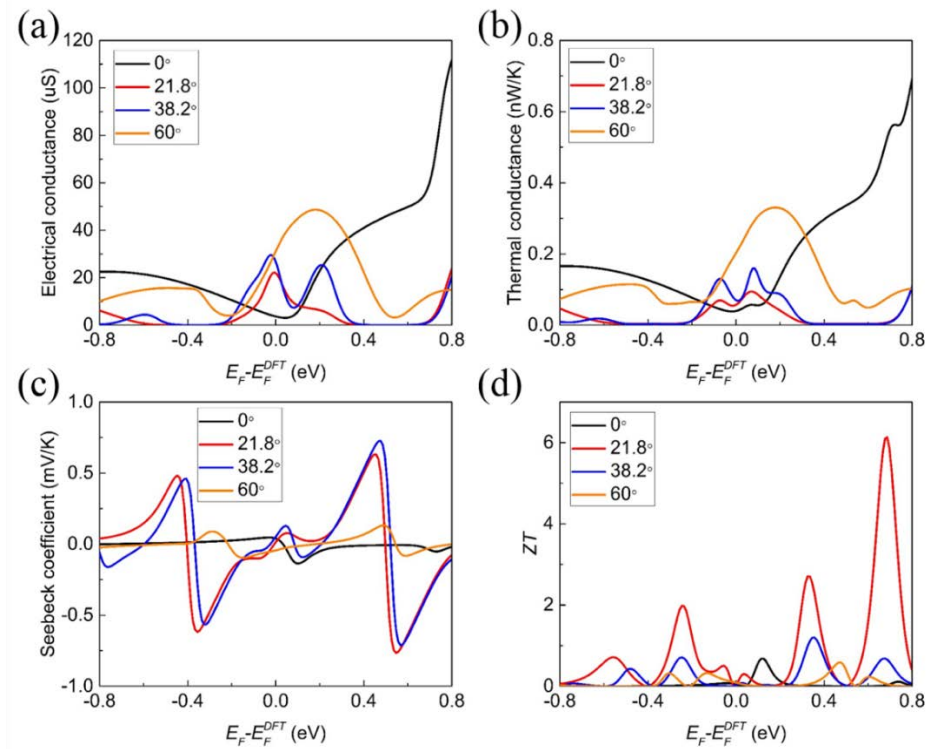 (a)
120
100
80
60
40
20
0
Electrical conductance (uS)
0°
21.8°
38.2°
60°
-0.8 -0.4 0.0 0.4 0.8
E_F-E_F^DFT (eV)
(b)
0.8
0.6
0.4
0.2
0.0
Thermal conductance (nW/K)
0°
21.8°
38.2°
60°
-0.8 -0.4 0.0 0.4 0.8
E_F-E_F^DFT (eV)
(c)
1.0
0.5
0.0
-0.5
-1.0
Seebeck coefficient (mV/K)
0°
21.8°
38.2°
60°
-0.8 -0.4 0.0 0.4 0.8
E_F-E_F^DFT (eV)
(d)
6
4
2
0
ZT
0°
21.8°
38.2°
60°
-0.8 -0.4 0.0 0.4 0.8
E_F-E_F^DFT (eV)